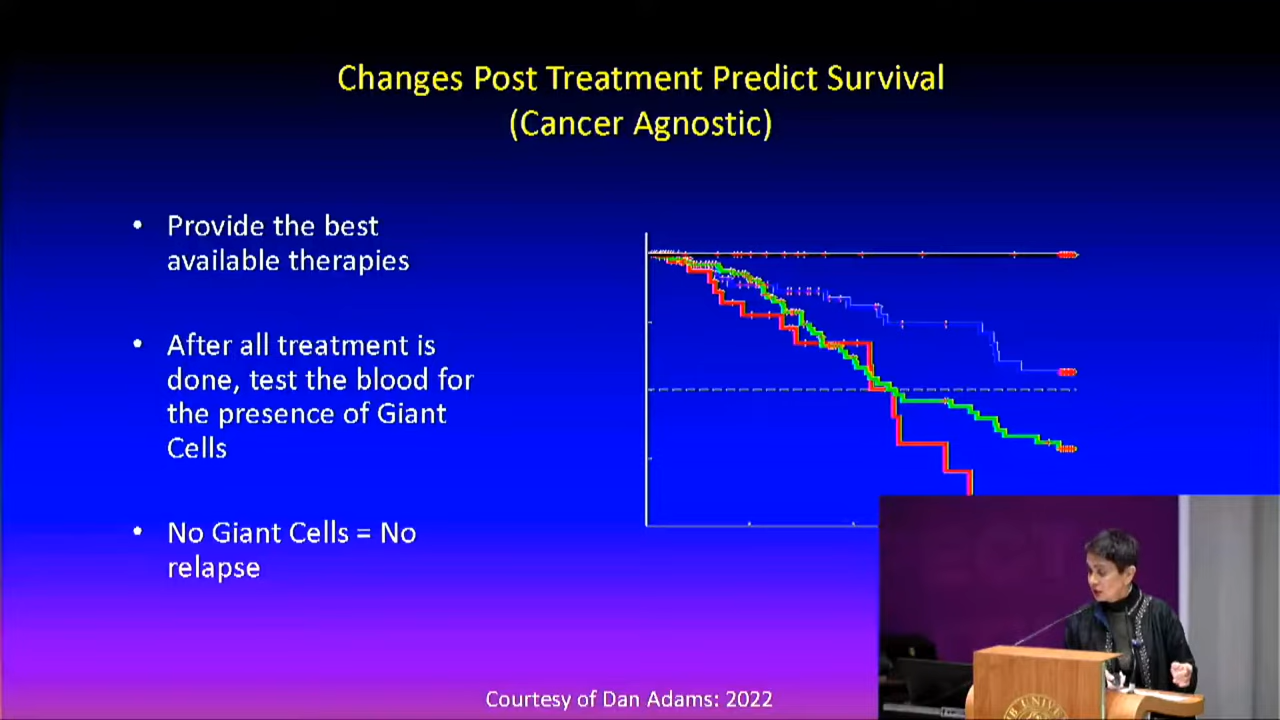 Changes Post Treatment Predict Survival
(Cancer Agnostic)
• Provide the best
available therapies
• After all treatment is
done, test the blood for
the presence of Giant
Cells
• No Giant Cells = No
relapse
Courtesy of Dan Adams: 2022